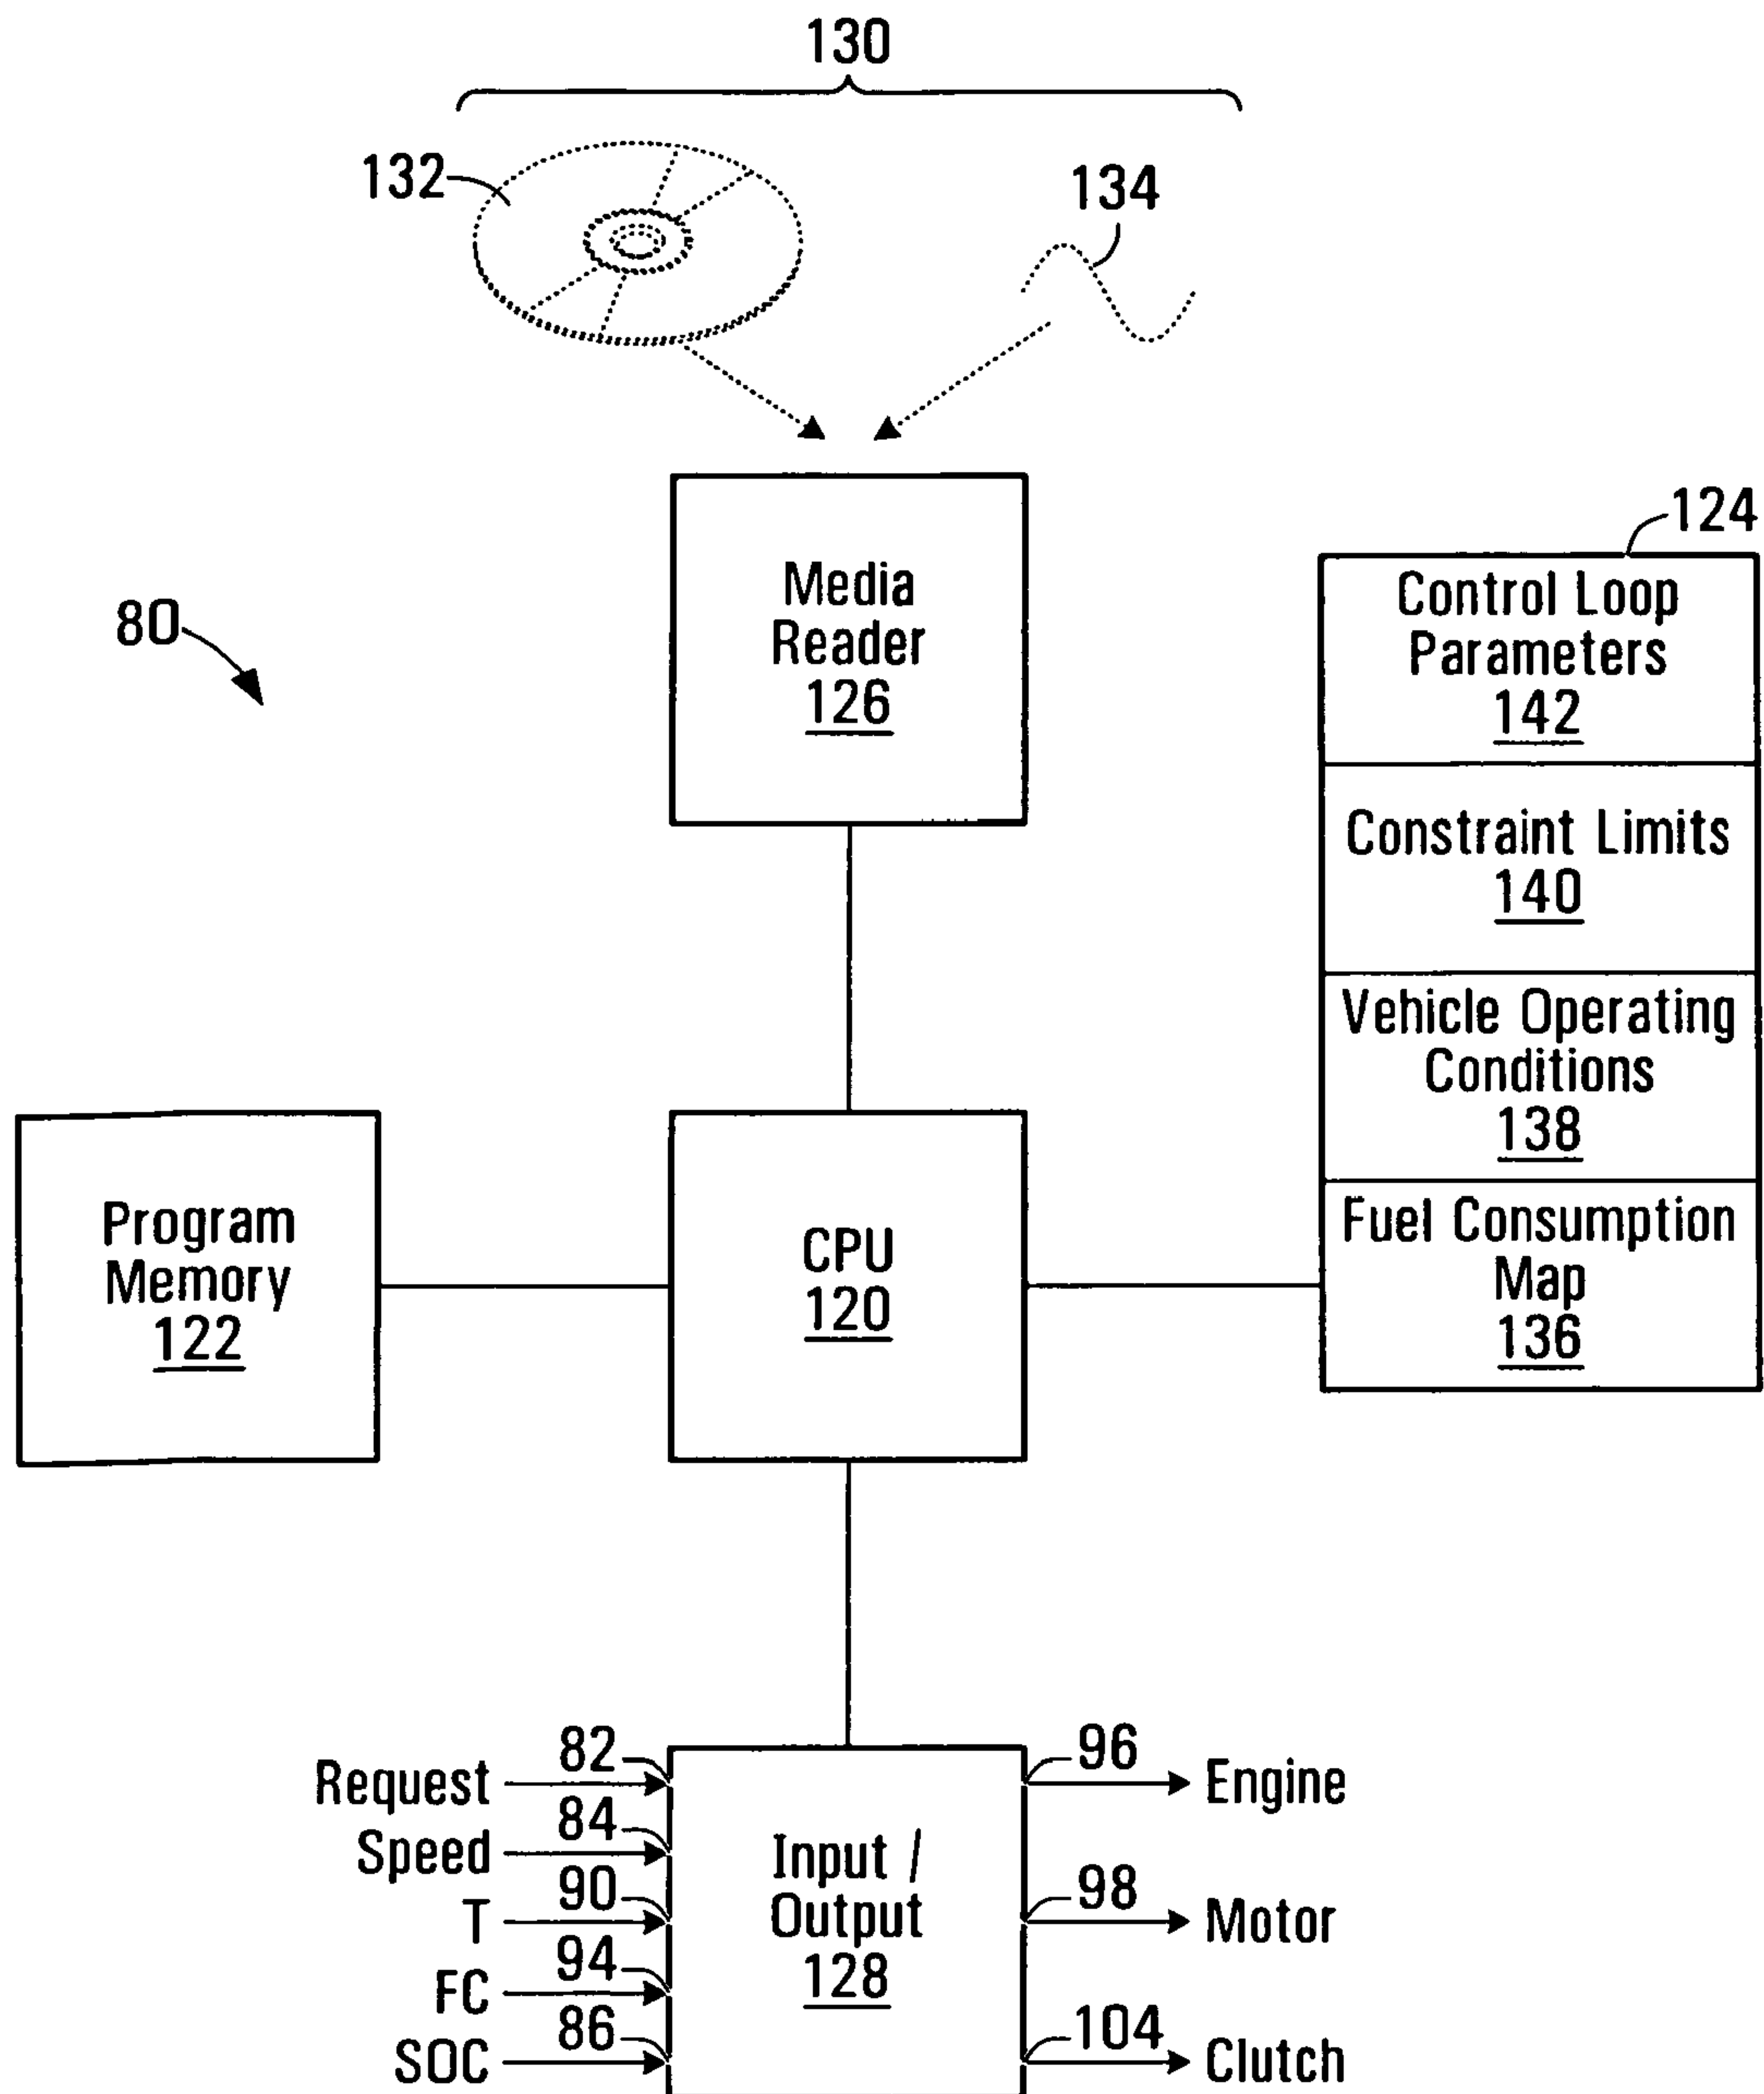 130
132
134
124
80
Media
Reader
126
Control Loop
Parameters
142
Constraint Limits
140
Vehicle Operating
Conditions
138
Fuel Consumption
Map
136
Program
Memory
122
CPU
120
Request
82
Speed
84
T
90
FC
94
SOC
86
Input /
Output
128
96
Engine
98
Motor
104
Clutch